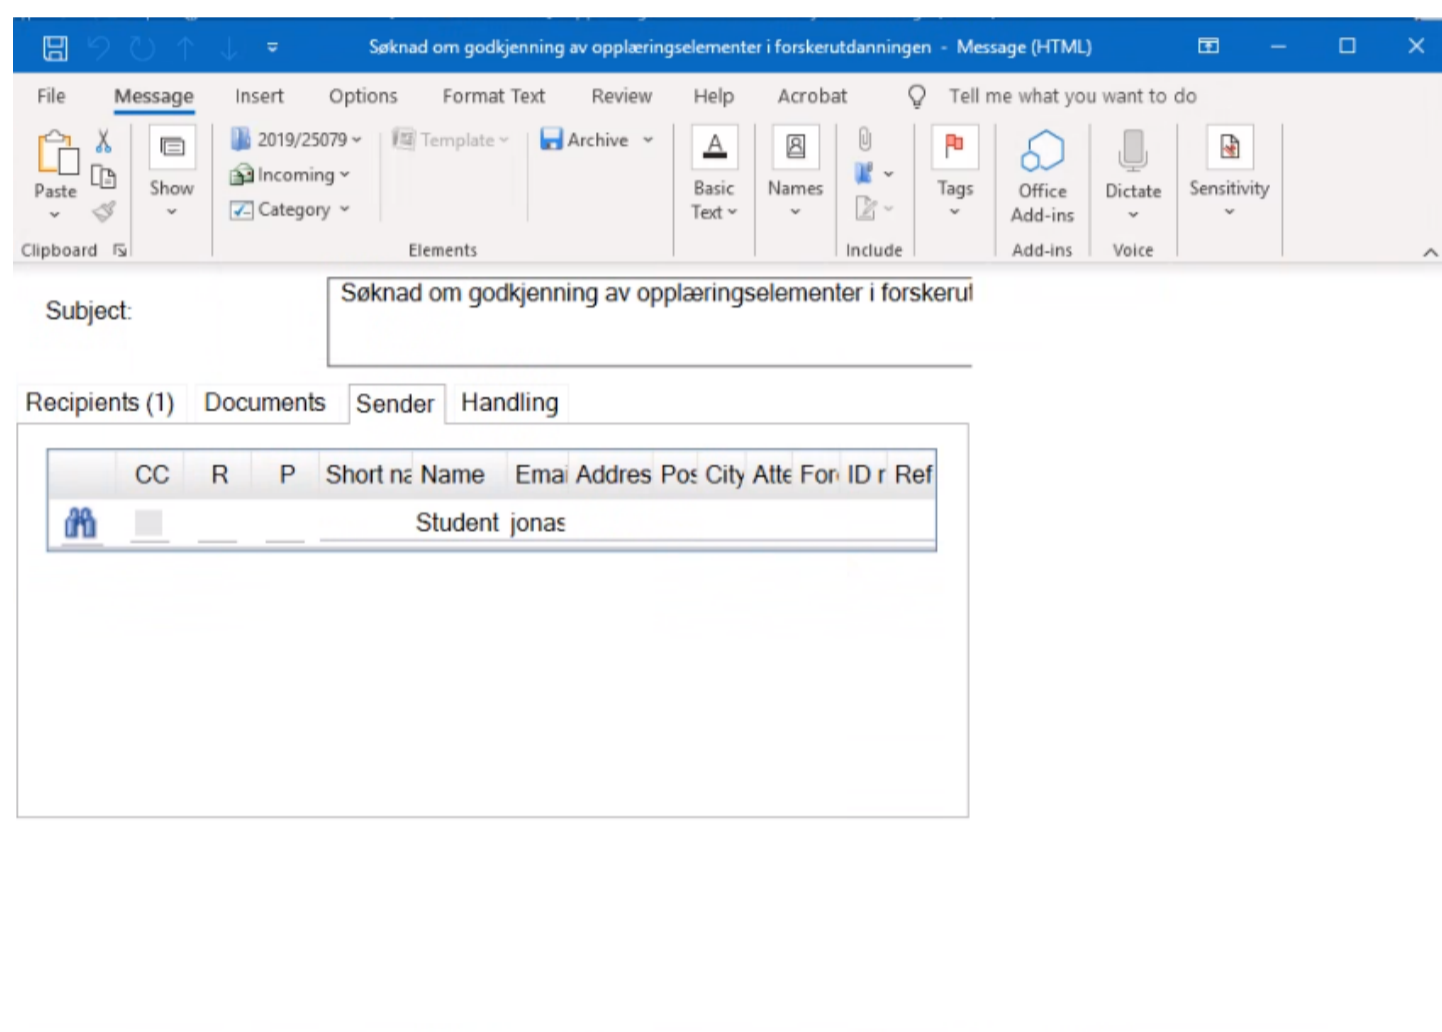 Søknad om godkjenning av opplæringselementer i forskerutdanningen - Message (HTML)
File Message Insert Options Format Text Review Help Acrobat Tell me what you want to do
2019/25079 Template Archive
Incoming
Category
Paste Show Basic Text Names Tags Office Add-ins Dictate Sensitivity
Clipboard Elements Include Add-ins Voice
Subject: Søknad om godkjenning av opplæringselementer i forskerut
Recipients (1) Documents Sender Handling
CC R P Short na Name Emai Addres Pos City Atte For ID r Ref
Student jonas